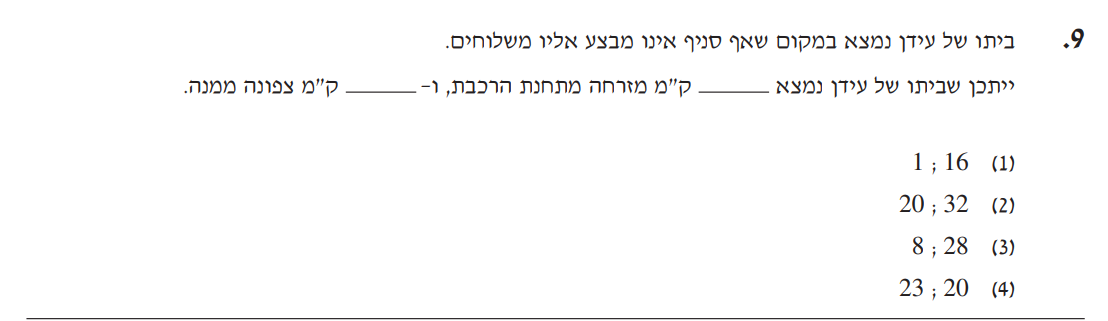 9. ביתו של עידן נמצא במקום שאף סניף אינו מבצע אליו משלוחים.
ייתכן שביתו של עידן נמצא ______ ק"מ מזרחה מתחנת הרכבת, ו- ______ ק"מ צפונה ממנה.
(1) 16 ; 1
(2) 32 ; 20
(3) 28 ; 8
(4) 20 ; 23